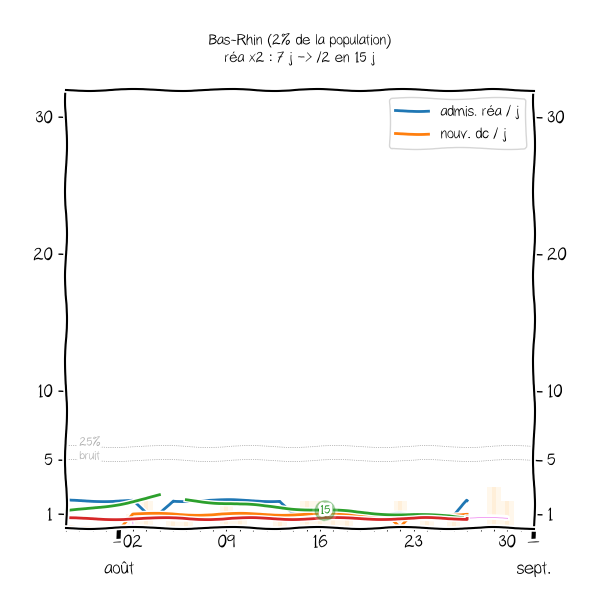 Bas-Rhin (2% de la population)
réa x2 : 7 j -> /2 en 15 j
admis. réa / j
nouv. dc / j
30
30
20
20
10
10
25%
bruit
5
5
15
1
1
02
09
16
23
30
août
sept.